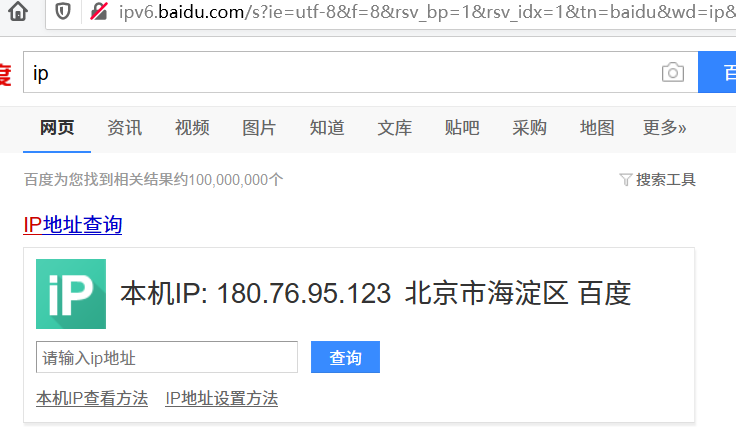 ipv6.baidu.com/s?ie=utf-8&f=8&rsv_bp=1&rsv_idx=1&tn=baidu&wd=ip&
度 ip 百
网页 资讯 视频 图片 知道 文库 贴吧 采购 地图 更多»
百度为您找到相关结果约100,000,000个 搜索工具
IP地址查询
iP 本机IP: 180.76.95.123 北京市海淀区 百度
请输入ip地址 查询
本机IP查看方法 IP地址设置方法